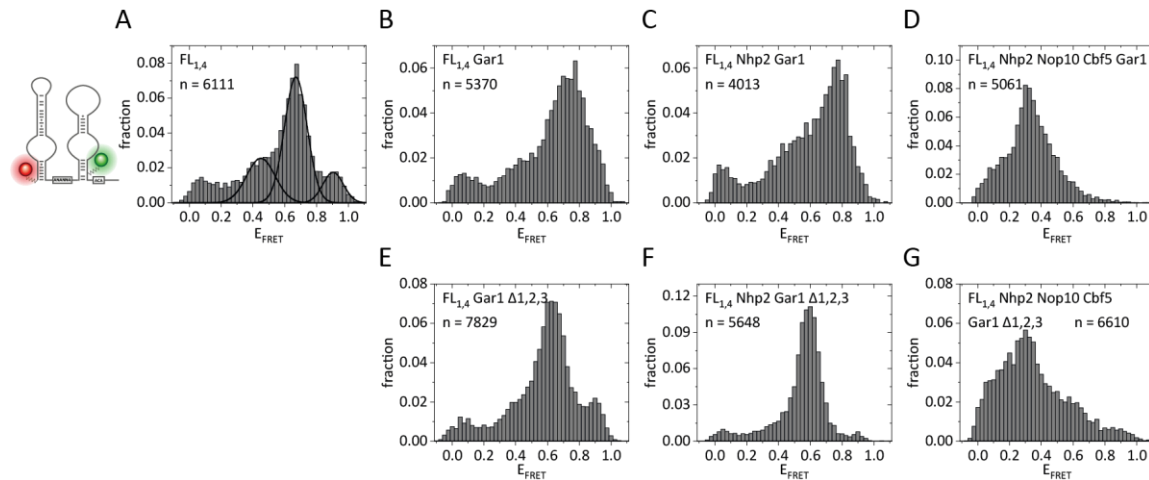 A
FL1,4
n = 6111
fraction
0.08
0.06
0.04
0.02
0.00
0.0 0.2 0.4 0.6 0.8 1.0
EFRET
B
FL1,4 Gar1
n = 5370
fraction
0.06
0.04
0.02
0.00
0.0 0.2 0.4 0.6 0.8 1.0
EFRET
C
FL1,4 Nhp2 Gar1
n = 4013
fraction
0.06
0.04
0.02
0.00
0.0 0.2 0.4 0.6 0.8 1.0
EFRET
D
FL1,4 Nhp2 Nop10 Cbf5 Gar1
n = 5061
fraction
0.10
0.08
0.06
0.04
0.02
0.00
0.0 0.2 0.4 0.6 0.8 1.0
EFRET
E
FL1,4 Gar1 Δ1,2,3
n = 7829
fraction
0.08
0.06
0.04
0.02
0.00
0.0 0.2 0.4 0.6 0.8 1.0
EFRET
F
FL1,4 Nhp2 Gar1 Δ1,2,3
n = 5648
fraction
0.12
0.09
0.06
0.03
0.00
0.0 0.2 0.4 0.6 0.8 1.0
EFRET
G
FL1,4 Nhp2 Nop10 Cbf5
Gar1 Δ1,2,3 n = 6610
fraction
0.08
0.06
0.04
0.02
0.00
0.0 0.2 0.4 0.6 0.8 1.0
EFRET